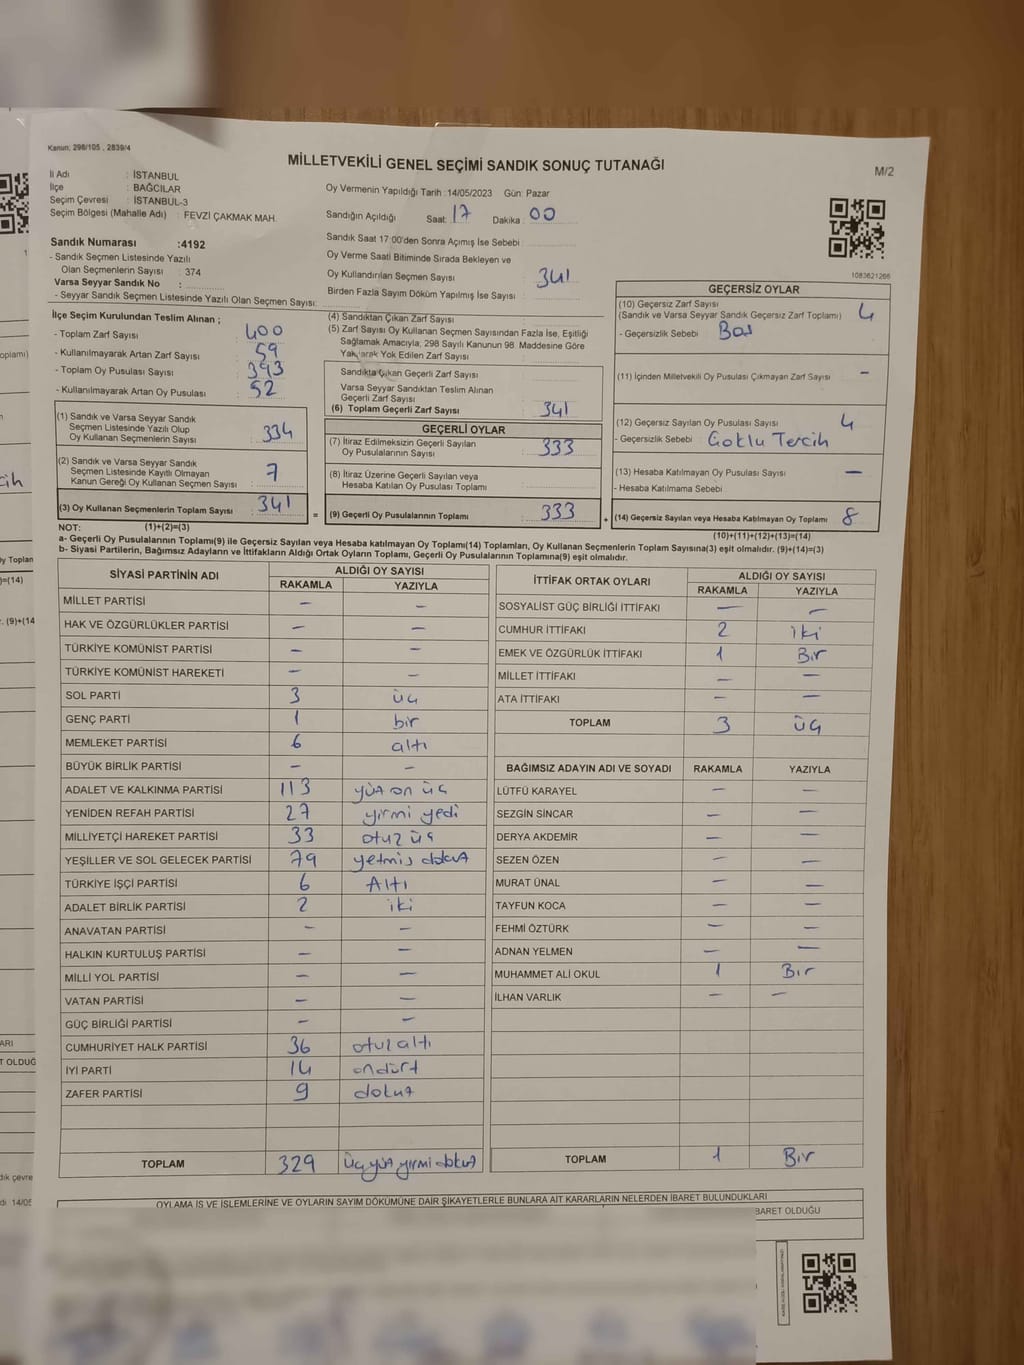 Kanun: 298/105 , 2839/4
MİLLETVEKİLİ GENEL SEÇİMİ SANDIK SONUÇ TUTANAĞI
M/2
İl Adı : İSTANBUL
İlçe : BAĞCILAR
Seçim Çevresi : İSTANBUL-3
Seçim Bölgesi (Mahalle Adı) : FEVZİ ÇAKMAK MAH.
Oy Vermenin Yapıldığı Tarih :14/05/2023 Gün: Pazar
Sandığın Açıldığı Saat: 17 Dakika : 00
Sandık Saat 17:00'den Sonra Açımış İse Sebebi :
Oy Verme Saati Bitiminde Sırada Bekleyen ve
Oy Kullandırılan Seçmen Sayısı : 341
Birden Fazla Sayım Döküm Yapılmış İse Sayısı :
Sandık Numarası :4192
- Sandık Seçmen Listesinde Yazılı
Olan Seçmenlerin Sayısı : 374
Varsa Seyyar Sandık No :
- Seyyar Sandık Seçmen Listesinde Yazılı Olan Seçmen Sayısı:
1083621266
İlçe Seçim Kurulundan Teslim Alınan ;
- Toplam Zarf Sayısı : 400
- Kullanılmayarak Artan Zarf Sayısı : 59
- Toplam Oy Pusulası Sayısı : 393
- Kullanılmayarak Artan Oy Pusulası : 52
(1) Sandık ve Varsa Seyyar Sandık
Seçmen Listesinde Yazılı Olup
Oy Kullanan Seçmenlerin Sayısı : 334
(2) Sandık ve Varsa Seyyar Sandık
Seçmen Listesinde Kayıtlı Olmayan
Kanun Gereği Oy Kullanan Seçmen Sayısı : 7
(3) Oy Kullanan Seçmenlerin Toplam Sayısı : 341
(4) Sandıktan Çıkan Zarf Sayısı :
(5) Zarf Sayısı Oy Kullanan Seçmen Sayısından Fazla İse, Eşitliği
Sağlamak Amacıyla; 298 Sayılı Kanunun 98. Maddesine Göre
Yakılarak Yok Edilen Zarf Sayısı :
Sandıkta Çıkan Geçerli Zarf Sayısı :
Varsa Seyyar Sandıktan Teslim Alınan
Geçerli Zarf Sayısı :
(6) Toplam Geçerli Zarf Sayısı : 341
GEÇERLİ OYLAR
(7) İtiraz Edilmeksizin Geçerli Sayılan
Oy Pusulalarının Sayısı : 333
(8) İtiraz Üzerine Geçerli Sayılan veya
Hesaba Katılan Oy Pusulası Toplamı :
= (9) Geçerli Oy Pusulalarının Toplamı : 333
GEÇERSİZ OYLAR
(10) Geçersiz Zarf Sayısı
(Sandık ve Varsa Seyyar Sandık Geçersiz Zarf Toplamı) : 4
- Geçersizlik Sebebi : Boş
(11) İçinden Milletvekili Oy Pusulası Çıkmayan Zarf Sayısı : -
(12) Geçersiz Sayılan Oy Pusulası Sayısı : 4
- Geçersizlik Sebebi : Çoklu Tercih
(13) Hesaba Katılmayan Oy Pusulası Sayısı : -
- Hesaba Katılmama Sebebi :
+ (14) Geçersiz Sayılan veya Hesaba Katılmayan Oy Toplamı : 8
NOT: (1)+(2)=(3)
(10)+(11)+(12)+(13)=(14)
a- Geçerli Oy Pusulalarının Toplamı(9) ile Geçersiz Sayılan veya Hesaba katılmayan Oy Toplamı(14) Toplamları, Oy Kullanan Seçmenlerin Toplam Sayısına(3) eşit olmalıdır. (9)+(14)=(3)
b- Siyasi Partilerin, Bağımsız Adayların ve İttifakların Aldığı Ortak Oyların Toplamı, Geçerli Oy Pusulalarının Toplamına(9) eşit olmalıdır.
SİYASİ PARTİNİN ADI ALDIĞI OY SAYISI
RAKAMLA YAZIYLA
MİLLET PARTİSİ - -
HAK VE ÖZGÜRLÜKLER PARTİSİ - -
TÜRKİYE KOMÜNİST PARTİSİ - -
TÜRKİYE KOMÜNİST HAREKETİ - -
SOL PARTİ 3 üç
GENÇ PARTİ 1 bir
MEMLEKET PARTİSİ 6 altı
BÜYÜK BİRLİK PARTİSİ - -
ADALET VE KALKINMA PARTİSİ 113 yüz on üç
YENİDEN REFAH PARTİSİ 27 yirmi yedi
MİLLİYETÇİ HAREKET PARTİSİ 33 otuz üç
YEŞİLLER VE SOL GELECEK PARTİSİ 79 yetmiş dokuz
TÜRKİYE İŞÇİ PARTİSİ 6 Altı
ADALET BİRLİK PARTİSİ 2 iki
ANAVATAN PARTİSİ - -
HALKIN KURTULUŞ PARTİSİ - -
MİLLİ YOL PARTİSİ - -
VATAN PARTİSİ - -
GÜÇ BİRLİĞİ PARTİSİ - -
CUMHURİYET HALK PARTİSİ 36 otuz altı
İYİ PARTİ 14 ondört
ZAFER PARTİSİ 9 dokuz
TOPLAM 329 üçyüz yirmi dokuz
İTTİFAK ORTAK OYLARI ALDIĞI OY SAYISI
RAKAMLA YAZIYLA
SOSYALİST GÜÇ BİRLİĞİ İTTİFAKI - -
CUMHUR İTTİFAKI 2 iki
EMEK VE ÖZGÜRLÜK İTTİFAKI 1 Bir
MİLLET İTTİFAKI - -
ATA İTTİFAKI - -
TOPLAM 3 üç
BAĞIMSIZ ADAYIN ADI VE SOYADI RAKAMLA YAZIYLA
LÜTFÜ KARAYEL - -
SEZGİN SİNCAR - -
DERYA AKDEMİR - -
SEZEN ÖZEN - -
MURAT ÜNAL - -
TAYFUN KOCA - -
FEHMİ ÖZTÜRK - -
ADNAN YELMEN - -
MUHAMMET ALİ OKUL 1 Bir
İLHAN VARLIK - -
TOPLAM 1 Bir
OYLAMA İŞ VE İŞLEMLERİNE VE OYLARIN SAYIM DÖKÜMÜNE DAİR ŞİKAYETLERLE BUNLARA AİT KARARLARIN NELERDEN İBARET BULUNDUKLARI
BARET OLDUĞU